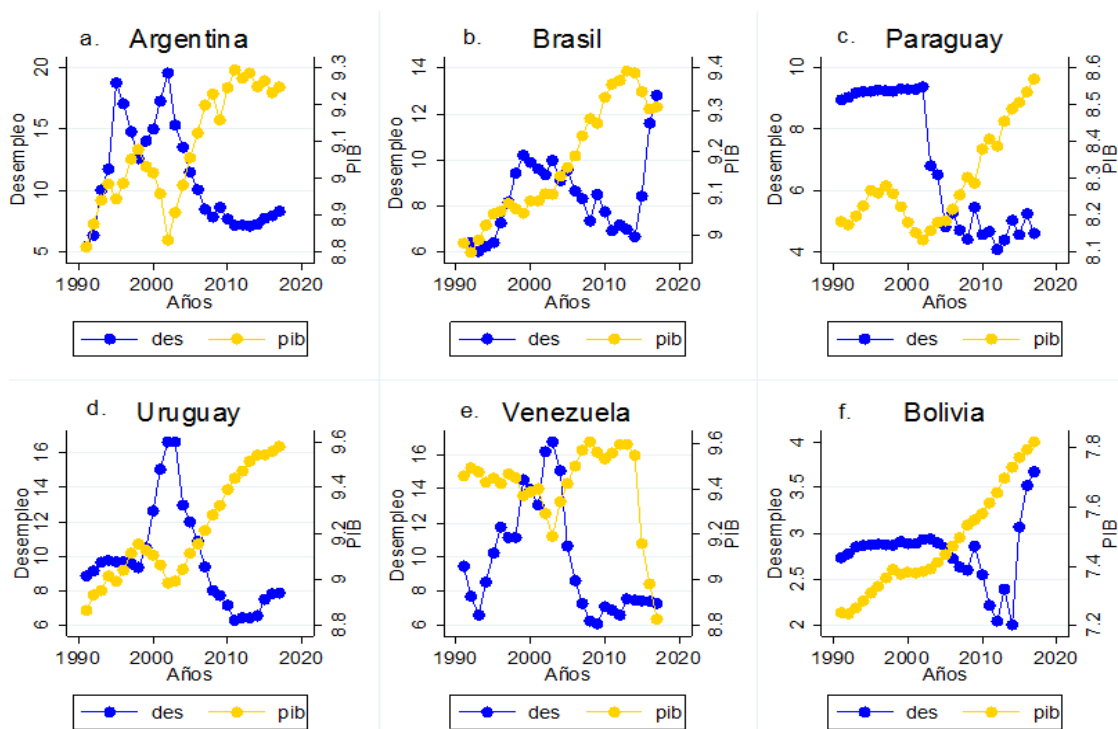 a. Argentina
20
15
10
5
Desempleo
9.3
9.2
9.1
9
8.9
8.8
PIB
1990 2000 2010 2020
Años
des pib
b. Brasil
14
12
10
8
6
Desempleo
9.4
9.3
9.2
9.1
9
PIB
1990 2000 2010 2020
Años
des pib
c. Paraguay
10
8
6
4
Desempleo
8.6
8.5
8.4
8.3
8.2
8.1
PIB
1990 2000 2010 2020
Años
des pib
d. Uruguay
16
14
12
10
8
6
Desempleo
9.6
9.4
9.2
9
8.8
PIB
1990 2000 2010 2020
Años
des pib
e. Venezuela
16
14
12
10
8
6
Desempleo
9.6
9.4
9.2
9
8.8
PIB
1990 2000 2010 2020
Años
des pib
f. Bolivia
4
3.5
3
2.5
2
Desempleo
7.8
7.6
7.4
7.2
PIB
1990 2000 2010 2020
Años
des pib